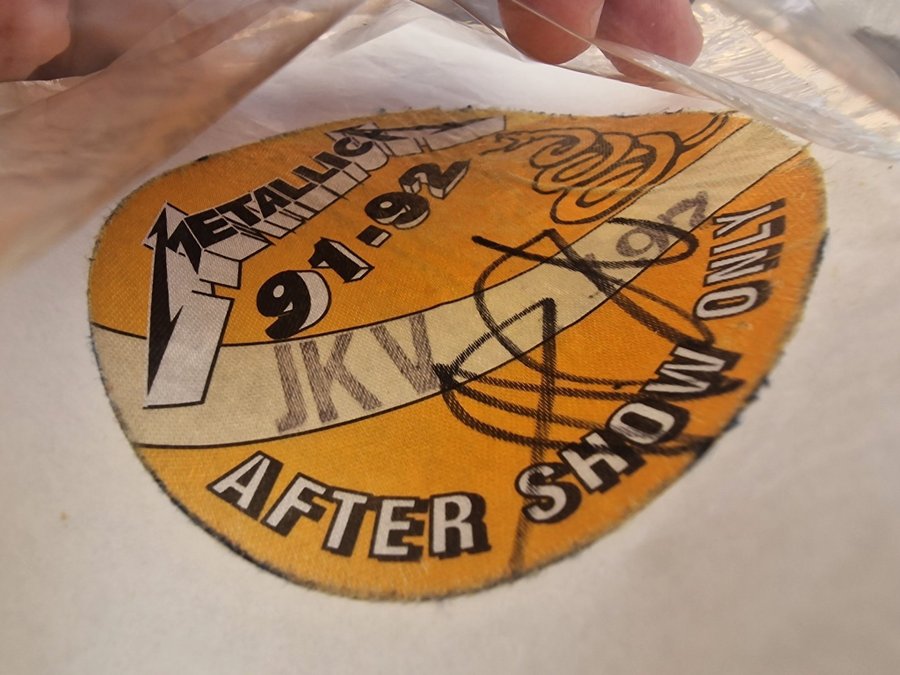 METALLICA
91-92
JKV
AFTER SHOW ONLY